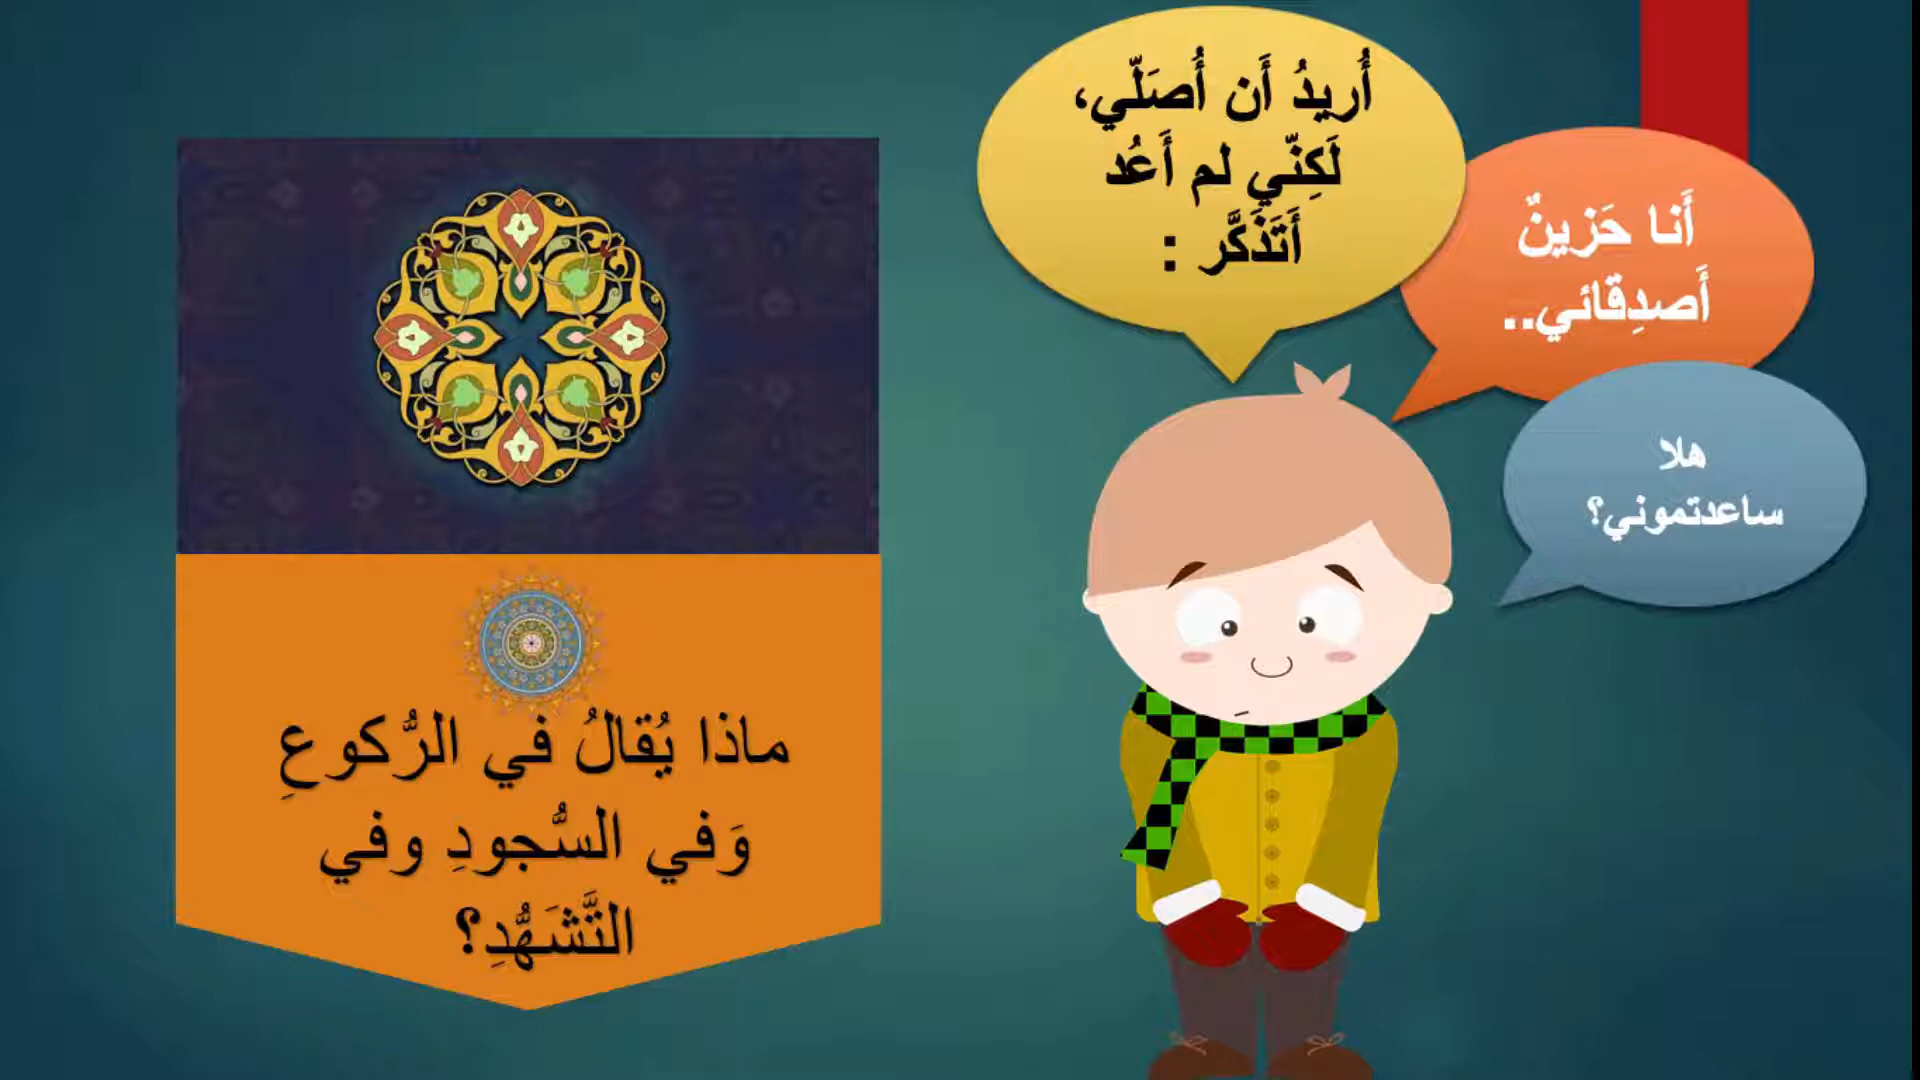 أُريدُ أَن أُصَلّي،
لَكِنّي لم أَعُد
أَتَذَكَّر :
أَنا حَزينٌ
أَصدِقائي..
هلا
ساعدتموني؟
ماذا يُقالُ في الرُّكوعِ
وَفي السُّجودِ وفي
التَّشَهُّدِ؟